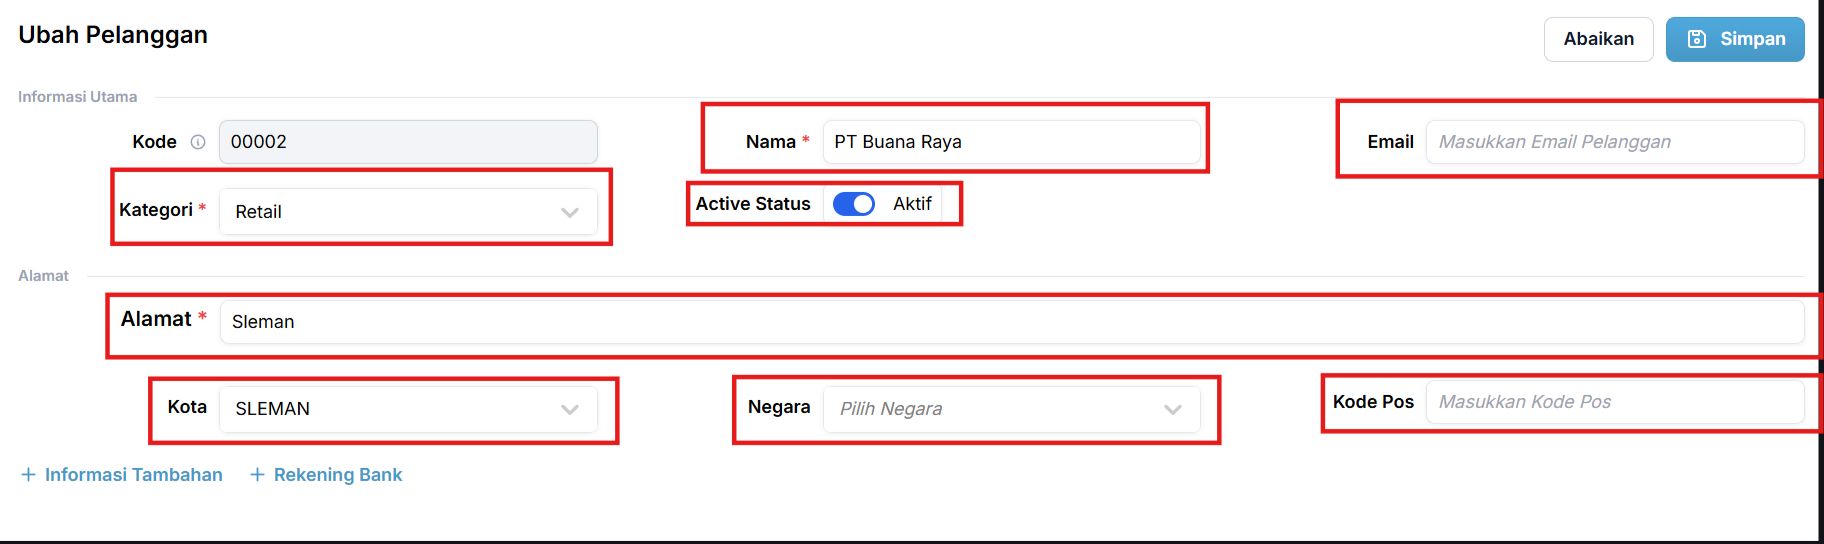 Ubah Pelanggan
Abaikan
Simpan
Informasi Utama
Kode
00002
Nama *
PT Buana Raya
Email
Masukkan Email Pelanggan
Kategori *
Retail
Active Status
Aktif
Alamat
Alamat *
Sleman
Kota
SLEMAN
Negara
Pilih Negara
Kode Pos
Masukkan Kode Pos
+ Informasi Tambahan
+ Rekening Bank